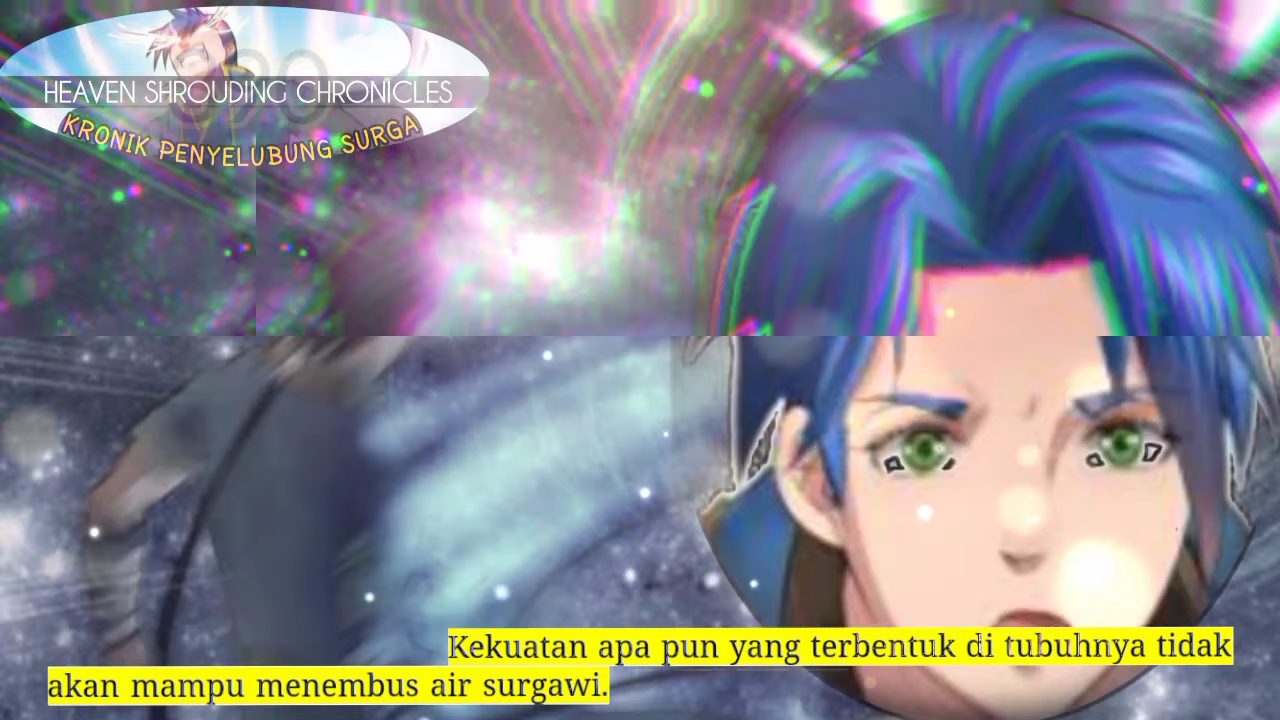 HEAVEN SHROUDING CHRONICLES
KRONIK PENYELUBUNG SURGA
Kekuatan apa pun yang terbentuk di tubuhnya tidak
akan mampu menembus air surgawi.